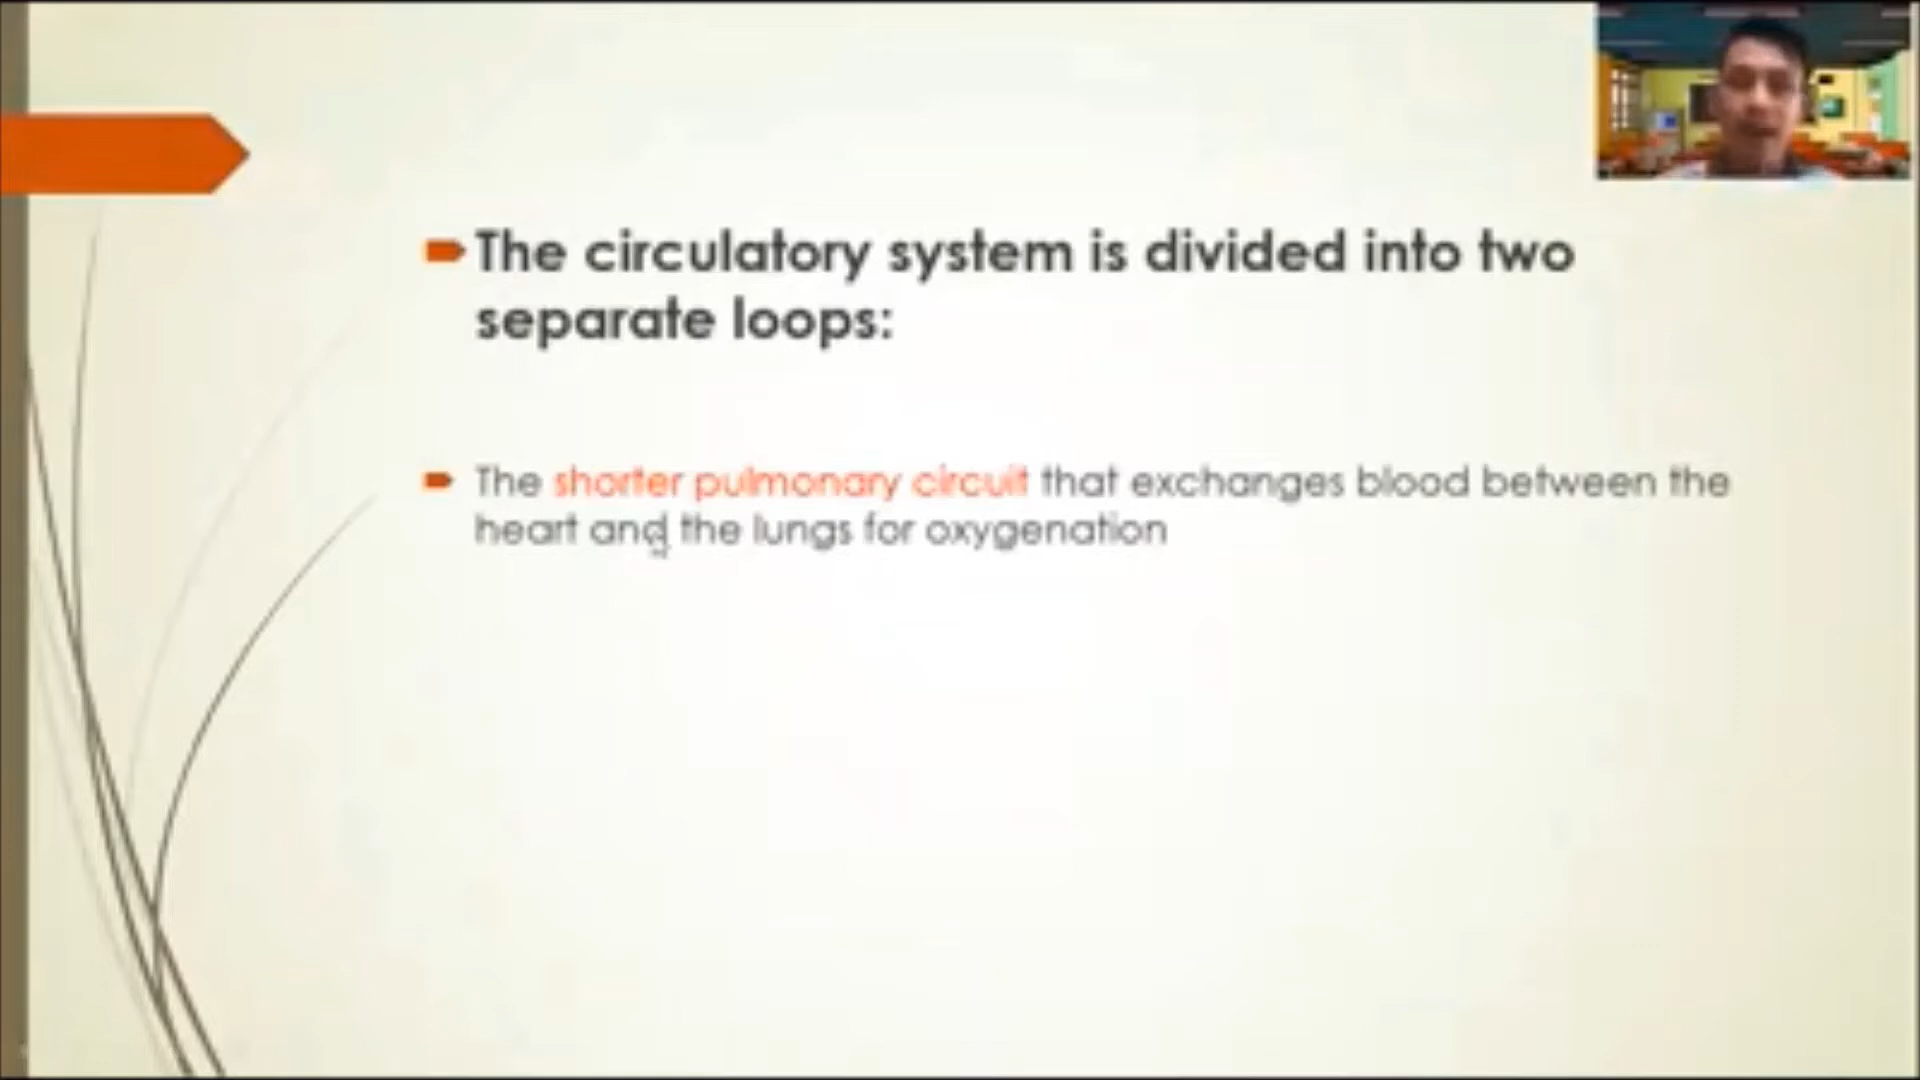 The circulatory system is divided into two
separate loops:
The shorter pulmonary circuit that exchanges blood between the
heart and the lungs for oxygenation